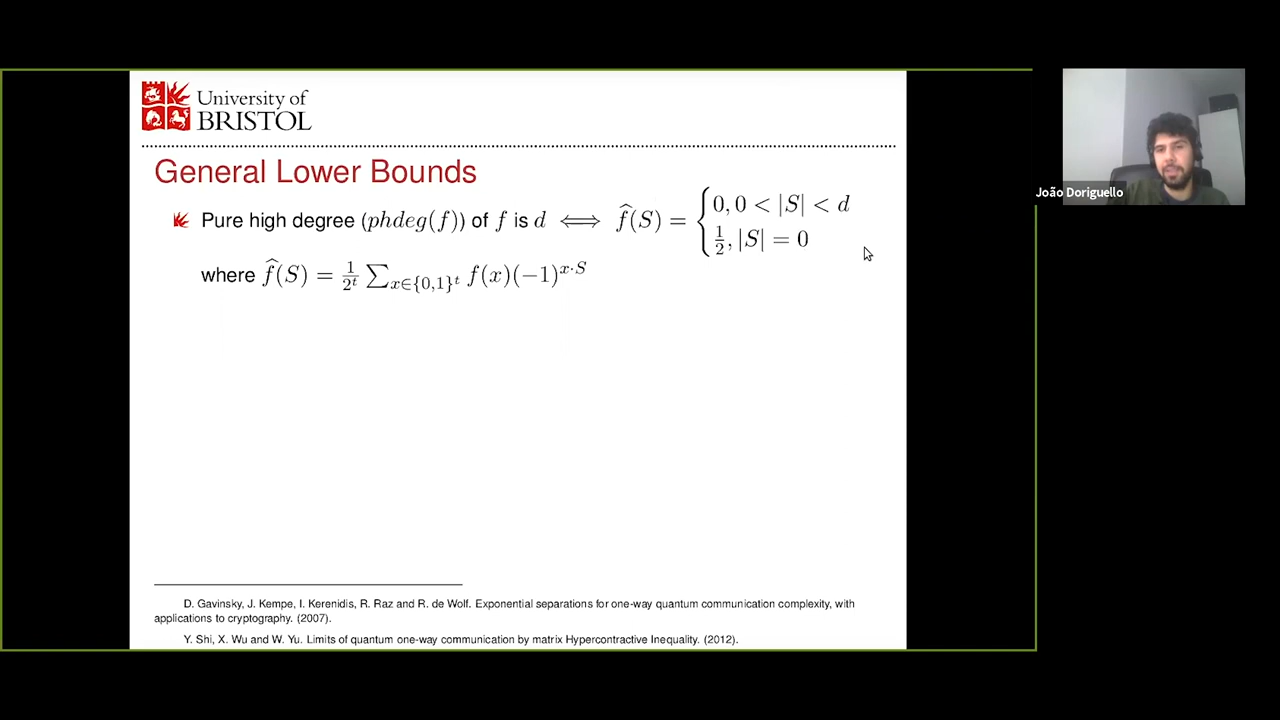 University of
BRISTOL
General Lower Bounds
Pure high degree (phdeg(f)) of f is d ⟺ f̂(S) = { 0, 0 < |S| < d
1/2, |S| = 0
where f̂(S) = 1/2^t ∑_{x∈{0,1}^t} f(x)(−1)^{x·S}
D. Gavinsky, J. Kempe, I. Kerenidis, R. Raz and R. de Wolf. Exponential separations for one-way quantum communication complexity, with
applications to cryptography. (2007).
Y. Shi, X. Wu and W. Yu. Limits of quantum one-way communication by matrix Hypercontractive Inequality. (2012).
João Doriguello